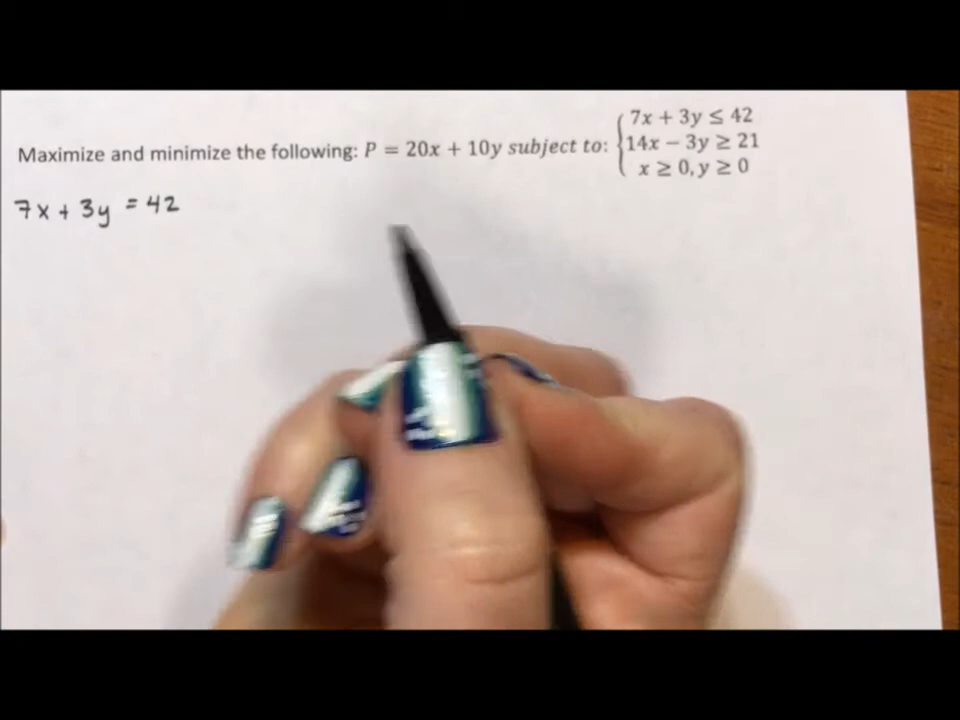 Maximize and minimize the following: P = 20x + 10y subject to: { 7x + 3y ≤ 42
14x − 3y ≥ 21
x ≥ 0, y ≥ 0
7x + 3y = 42